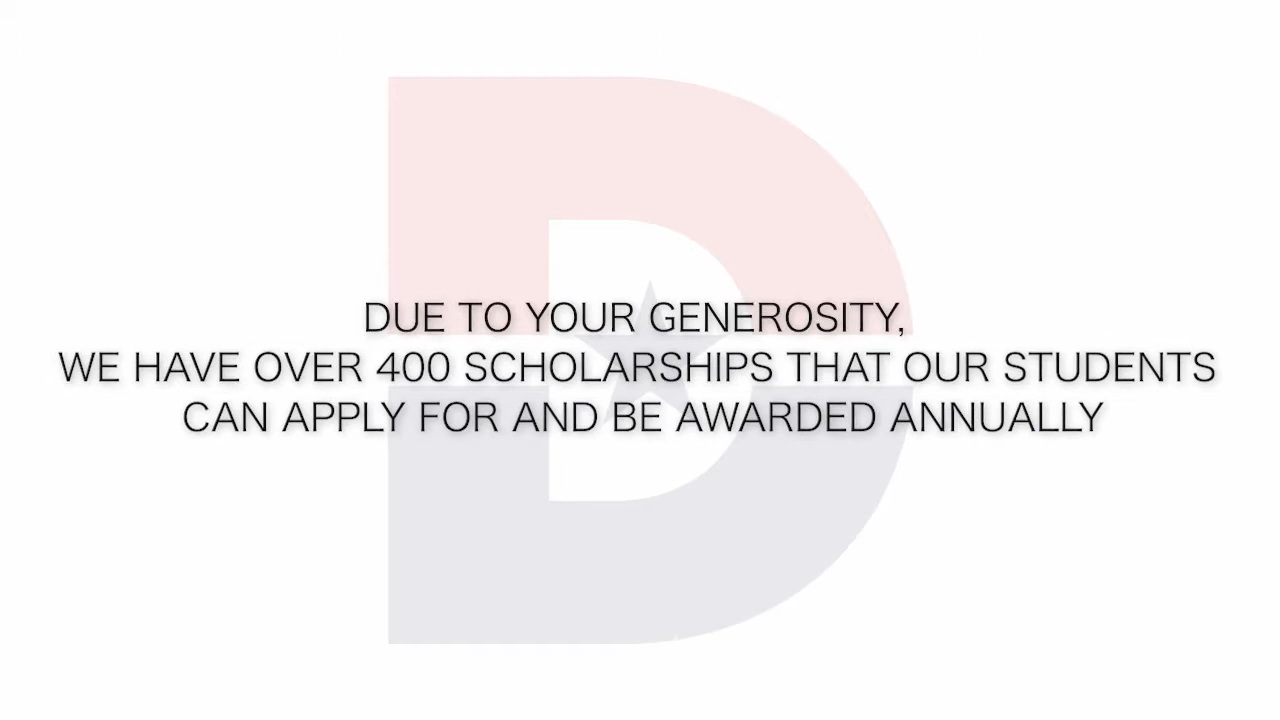 DUE TO YOUR GENEROSITY,
WE HAVE OVER 400 SCHOLARSHIPS THAT OUR STUDENTS
CAN APPLY FOR AND BE AWARDED ANNUALLY